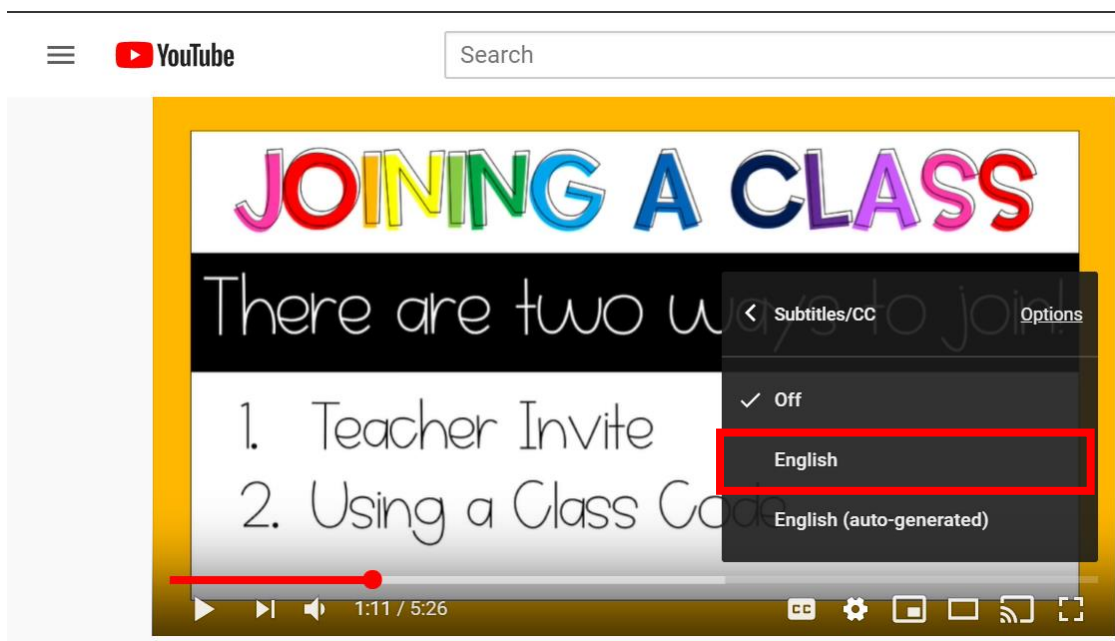 YouTube
Search
JOINING A CLASS
There are two ways to join!
1. Teacher Invite
2. Using a Class Code
Subtitles/CC Options
Off
English
English (auto-generated)
1:11 / 5:26
CC